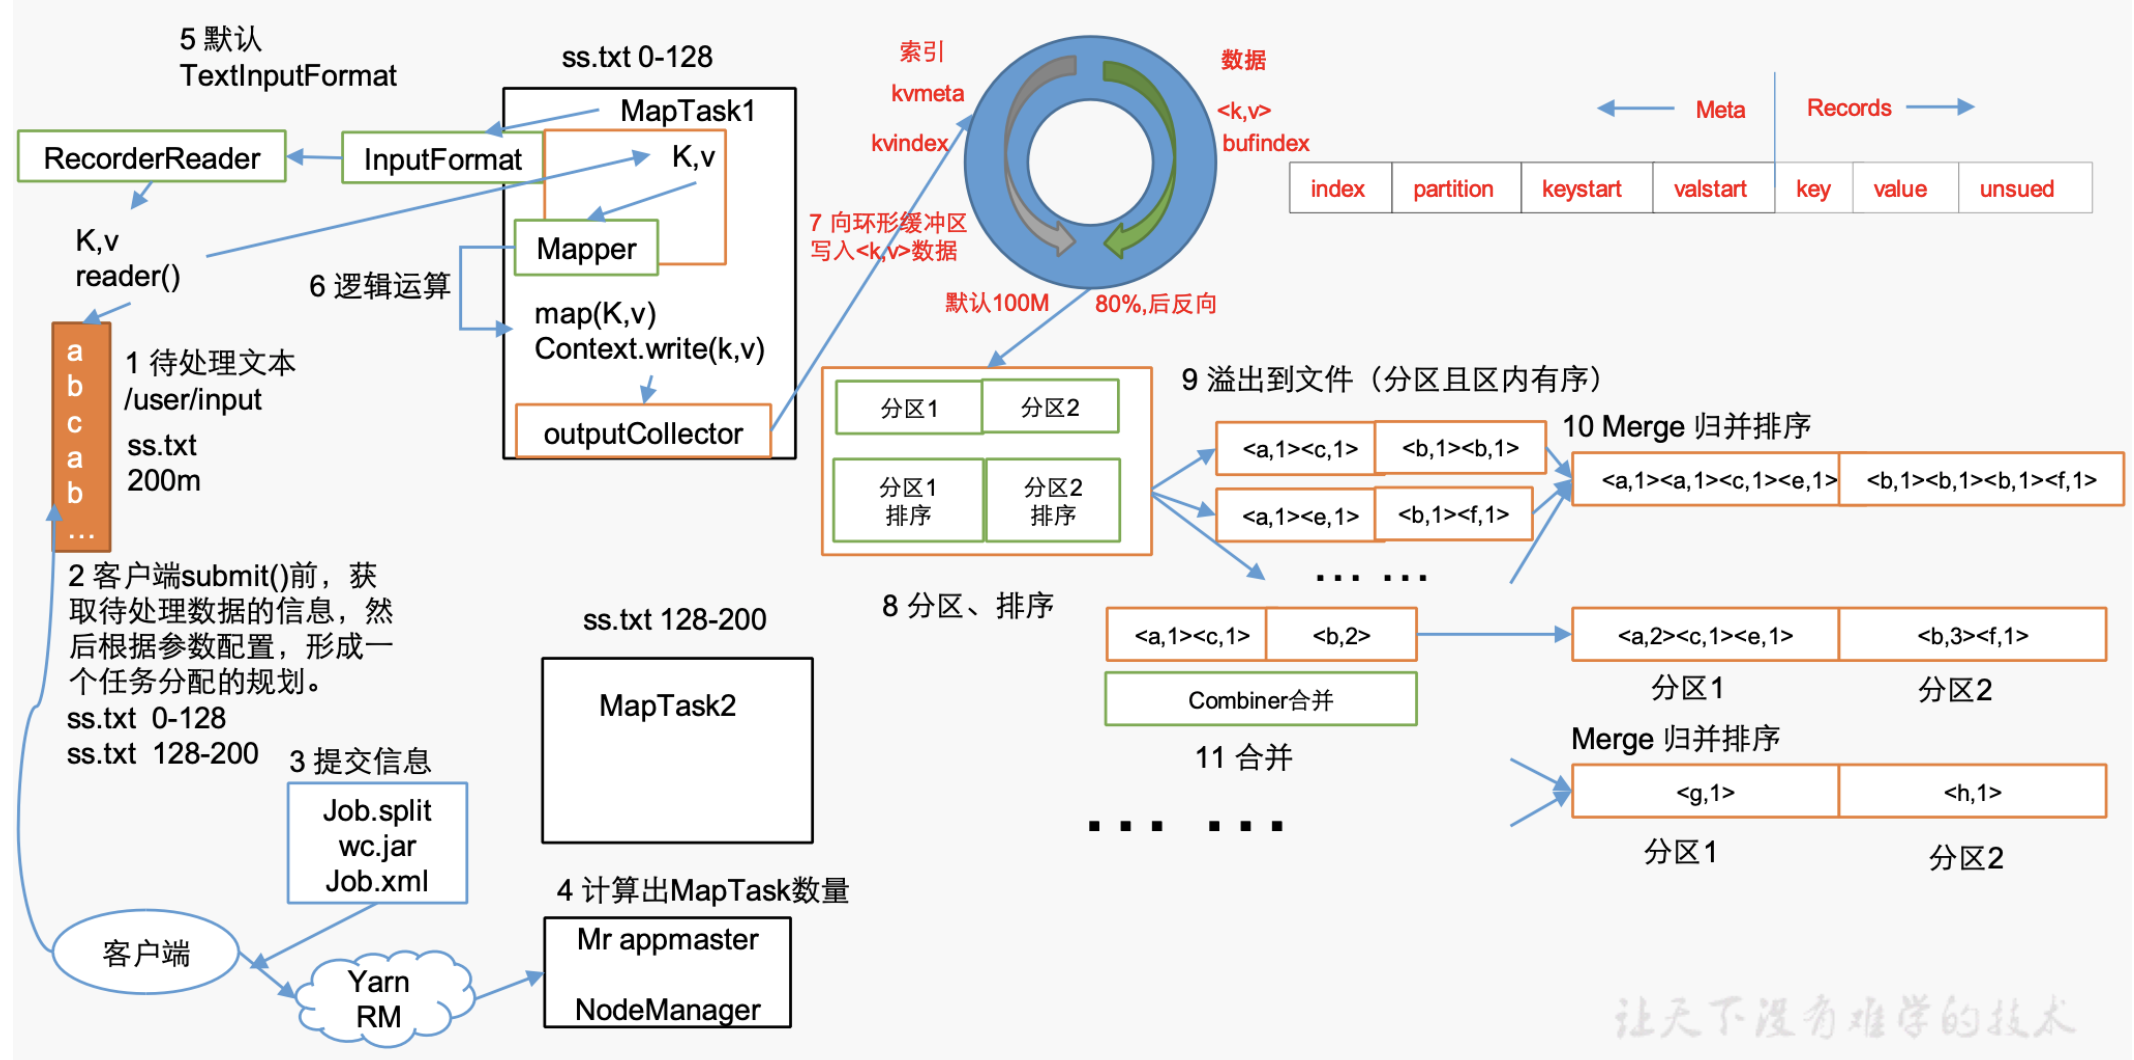 5 默认
TextInputFormat
ss.txt 0-128
MapTask1
RecorderReader
InputFormat
K,v
Mapper
K,v
reader()
6 逻辑运算
map(K,v)
Context.write(k,v)
outputCollector
a
b
c
a
b
...
1 待处理文本
/user/input
ss.txt
200m
2 客户端submit()前，获
取待处理数据的信息，然
后根据参数配置，形成一
个任务分配的规划。
ss.txt 0-128
ss.txt 128-200
3 提交信息
Job.split
wc.jar
Job.xml
客户端
Yarn
RM
ss.txt 128-200
MapTask2
4 计算出MapTask数量
Mr appmaster
NodeManager
索引
kvmeta
kvindex
数据
<k,v>
bufindex
7 向环形缓冲区
写入<k,v>数据
默认100M
80%,后反向
Meta
Records
index
partition
keystart
valstart
key
value
unsued
分区1
分区2
分区1
排序
分区2
排序
8 分区、排序
9 溢出到文件（分区且区内有序）
<a,1><c,1>
<b,1><b,1>
<a,1><e,1>
<b,1><f,1>
... ...
10 Merge 归并排序
<a,1><a,1><c,1><e,1>
<b,1><b,1><b,1><f,1>
<a,1><c,1>
<b,2>
Combiner合并
11 合并
<a,2><c,1><e,1>
<b,3><f,1>
分区1
分区2
Merge 归并排序
<g,1>
<h,1>
分区1
分区2
... ...
让天下没有难学的技术